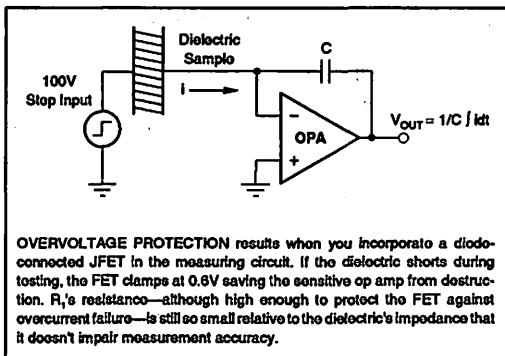 Dielectric
Sample
C
100V
Stop Input
i
−
OPA
+
V_OUT = 1/C ∫ idt
OVERVOLTAGE PROTECTION results when you incorporate a diode-
connected JFET in the measuring circuit. If the dielectric shorts during
testing, the FET clamps at 0.6V saving the sensitive op amp from destruc-
tion. R₁'s resistance—although high enough to protect the FET against
overcurrent failure—is still so small relative to the dielectric's impedance that
it doesn't impair measurement accuracy.